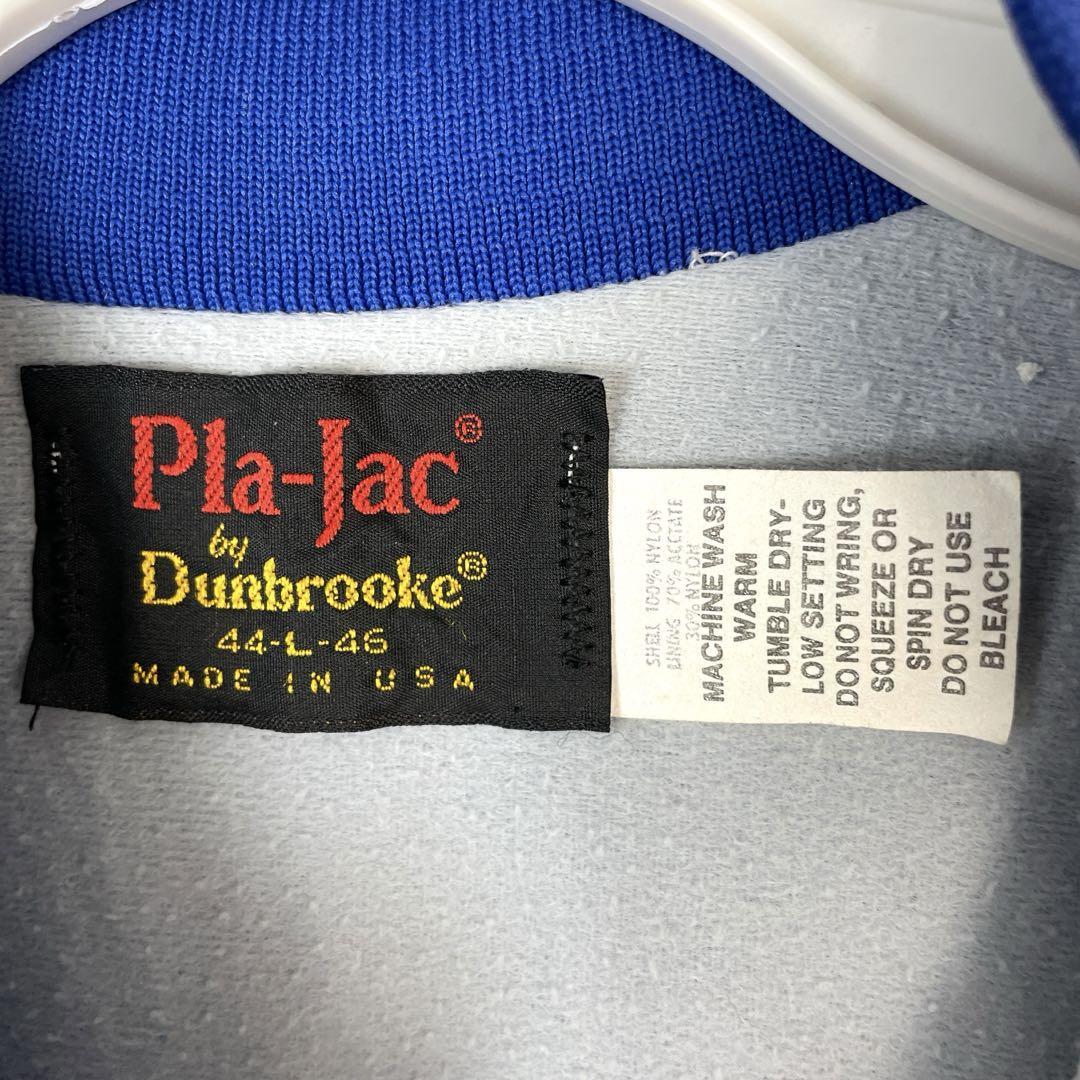 Pla-Jac®
by
Dunbrooke®
44-L-46
MADE IN USA
SHELL 100% NYLON
LINING 70% ACETATE
30% NYLON
MACHINE WASH
WARM
TUMBLE DRY-
LOW SETTING
DO NOT WRING,
SQUEEZE OR
SPIN DRY
DO NOT USE
BLEACH